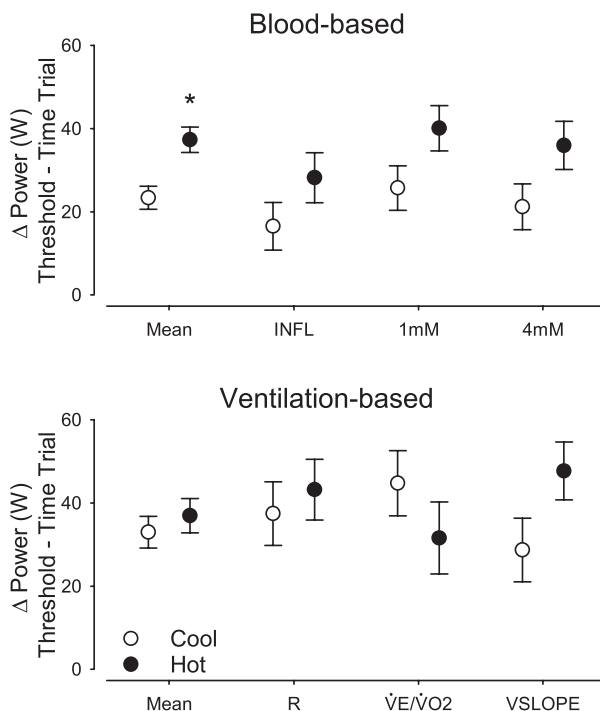 Blood-based
Δ Power (W)
Threshold - Time Trial
60
40
20
0
*
Mean INFL 1mM 4mM
Ventilation-based
Δ Power (W)
Threshold - Time Trial
60
40
20
0
Cool
Hot
Mean R V̇E/V̇O2 VSLOPE